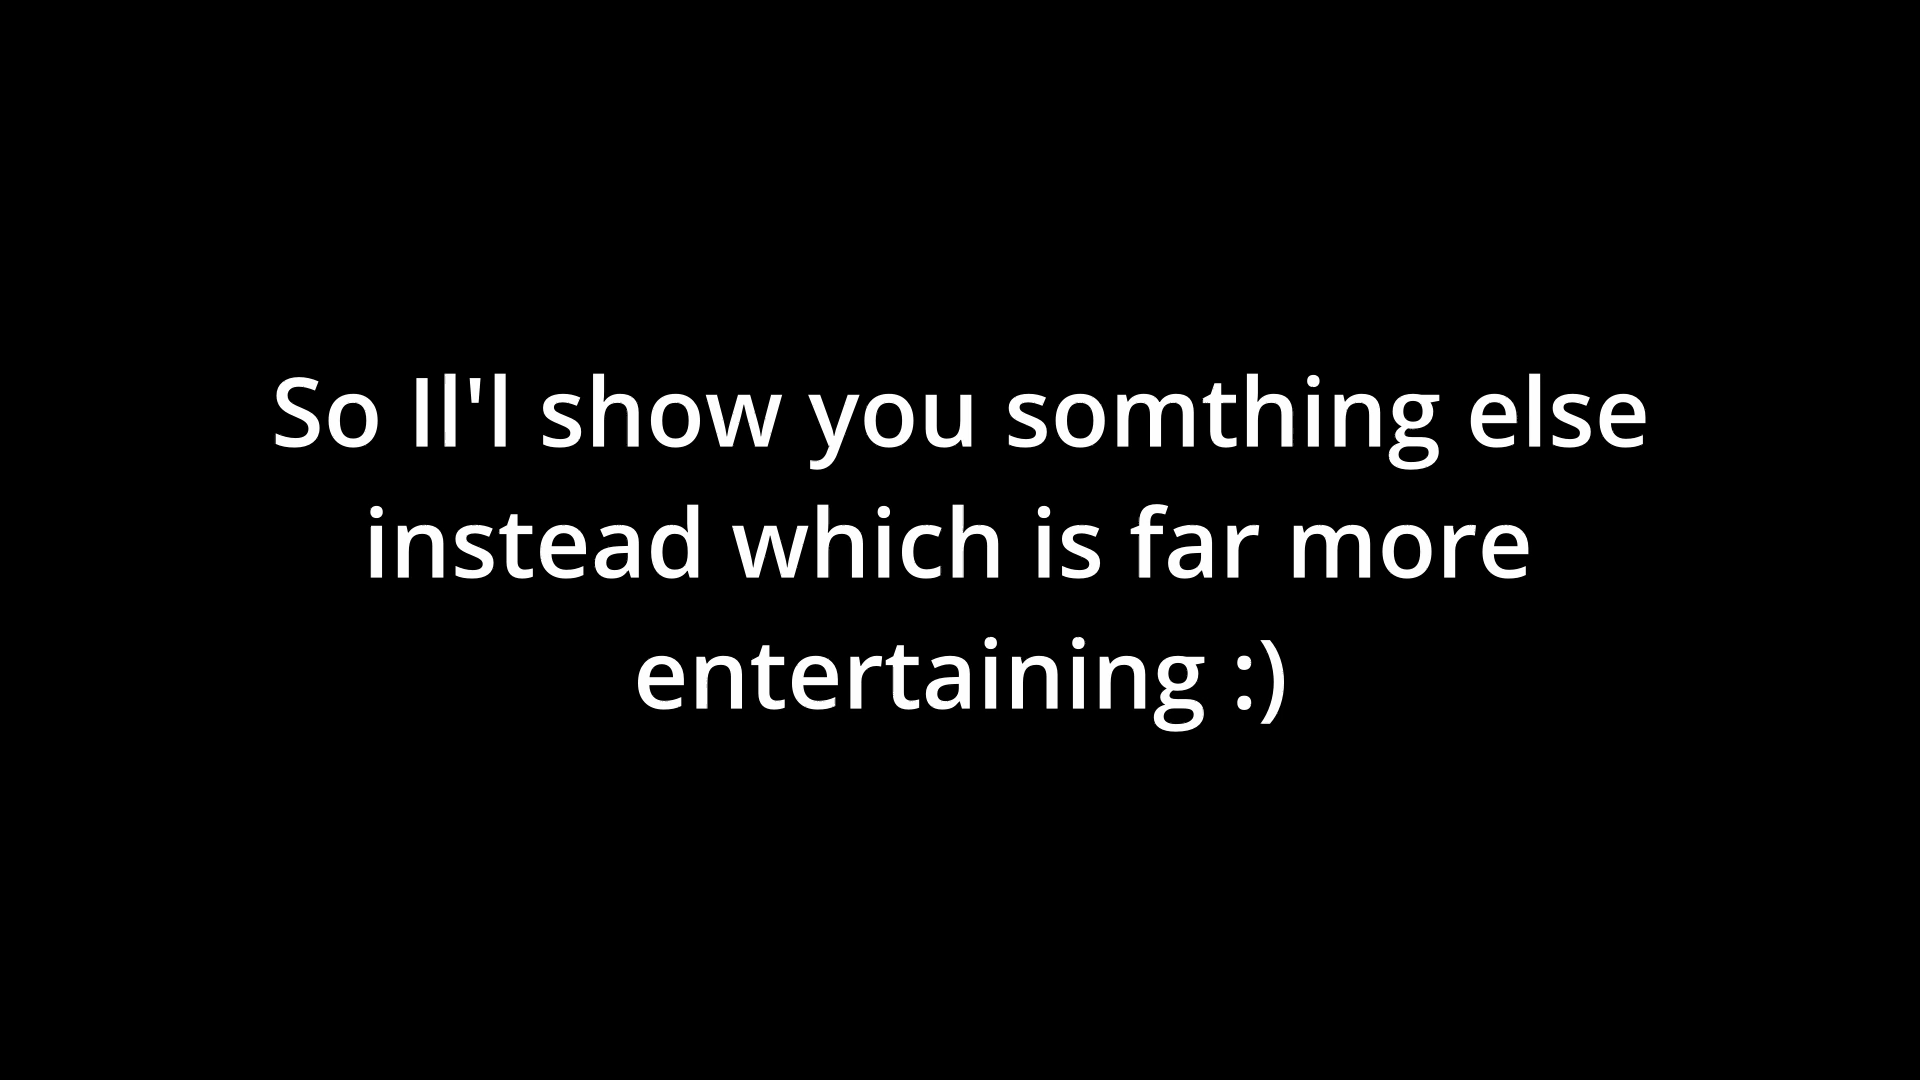 So Il'l show you somthing else
instead which is far more
entertaining :)